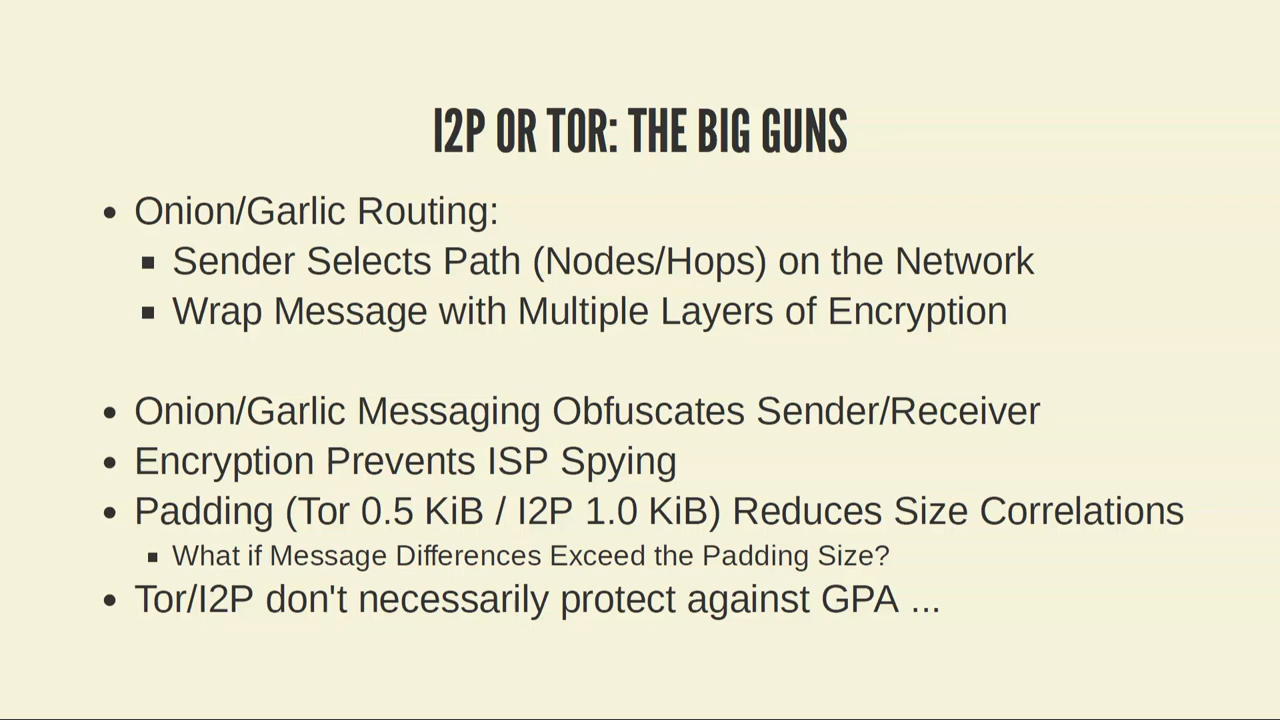 I2P OR TOR: THE BIG GUNS
Onion/Garlic Routing:
Sender Selects Path (Nodes/Hops) on the Network
Wrap Message with Multiple Layers of Encryption
Onion/Garlic Messaging Obfuscates Sender/Receiver
Encryption Prevents ISP Spying
Padding (Tor 0.5 KiB / I2P 1.0 KiB) Reduces Size Correlations
What if Message Differences Exceed the Padding Size?
Tor/I2P don't necessarily protect against GPA ...